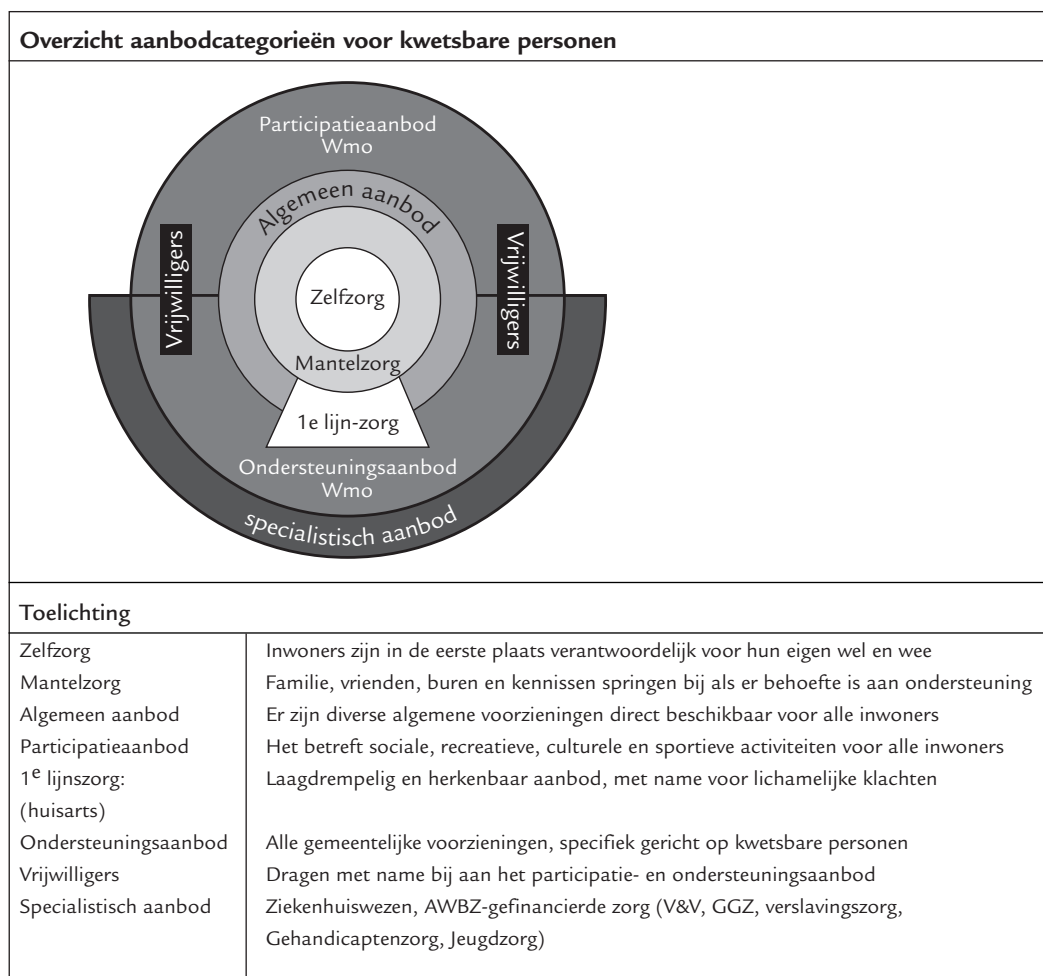 Overzicht aanbodcategorieën voor kwetsbare personen
Participatieaanbod
Wmo
Algemeen aanbod
Vrijwilligers
Vrijwilligers
Zelfzorg
Mantelzorg
1e lijn-zorg
Ondersteuningsaanbod
Wmo
specialistisch aanbod
Toelichting
Zelfzorg Inwoners zijn in de eerste plaats verantwoordelijk voor hun eigen wel en wee
Mantelzorg Familie, vrienden, buren en kennissen springen bij als er behoefte is aan ondersteuning
Algemeen aanbod Er zijn diverse algemene voorzieningen direct beschikbaar voor alle inwoners
Participatieaanbod Het betreft sociale, recreatieve, culturele en sportieve activiteiten voor alle inwoners
1e lijnszorg: Laagdrempelig en herkenbaar aanbod, met name voor lichamelijke klachten
(huisarts)
Ondersteuningsaanbod Alle gemeentelijke voorzieningen, specifiek gericht op kwetsbare personen
Vrijwilligers Dragen met name bij aan het participatie- en ondersteuningsaanbod
Specialistisch aanbod Ziekenhuiswezen, AWBZ-gefinancierde zorg (V&V, GGZ, verslavingszorg,
Gehandicaptenzorg, Jeugdzorg)